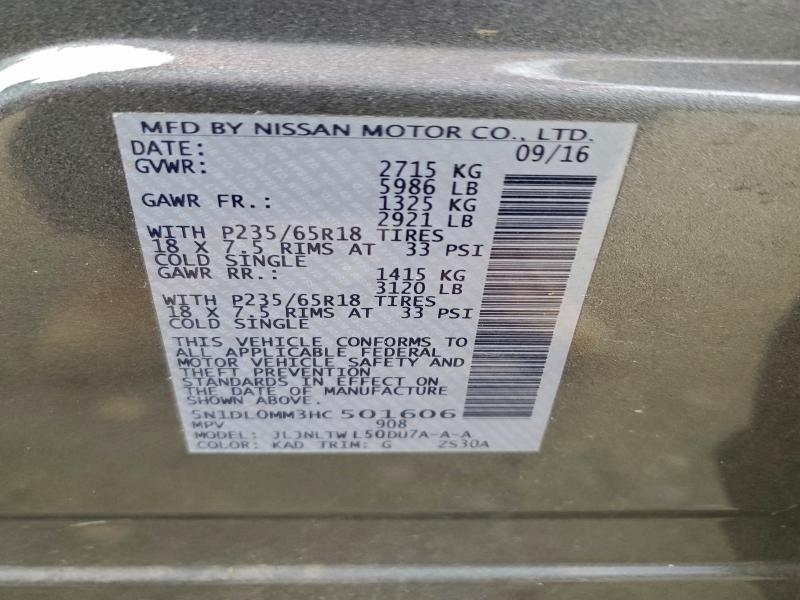 MFD BY NISSAN MOTOR CO., LTD.
DATE: 09/16
GVWR: 2715 KG
5986 LB
GAWR FR.: 1325 KG
2921 LB
WITH P235/65R18 TIRES
18 X 7.5 RIMS AT 33 PSI
COLD SINGLE
GAWR RR.: 1415 KG
3120 LB
WITH P235/65R18 TIRES
18 X 7.5 RIMS AT 33 PSI
COLD SINGLE
THIS VEHICLE CONFORMS TO
ALL APPLICABLE FEDERAL
MOTOR VEHICLE SAFETY AND
THEFT PREVENTION
STANDARDS IN EFFECT ON
THE DATE OF MANUFACTURE
SHOWN ABOVE.
5N1DL0MM3HC501606
MPV 908
MODEL: JLJNLTWL50DU7A-A-A
COLOR: KAD TRIM: G ZS30A